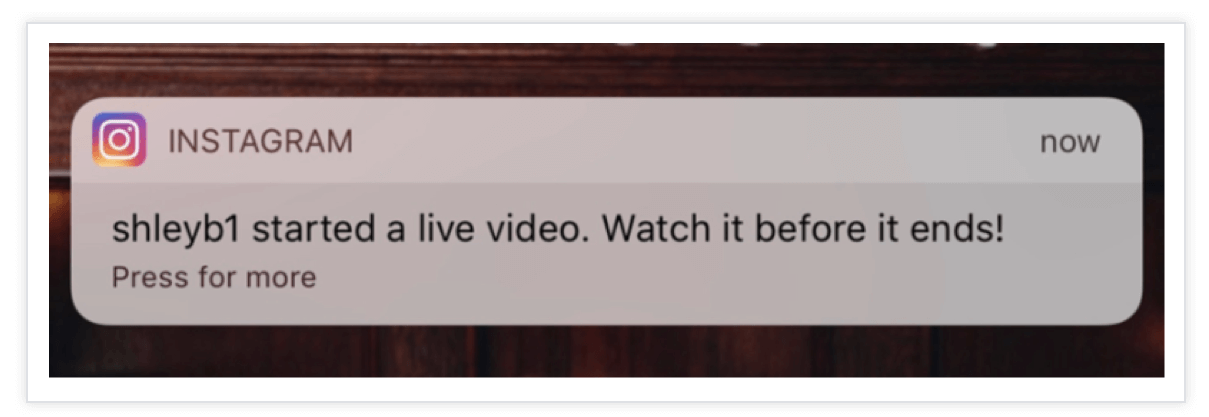 INSTAGRAM now
shleyb1 started a live video. Watch it before it ends!
Press for more